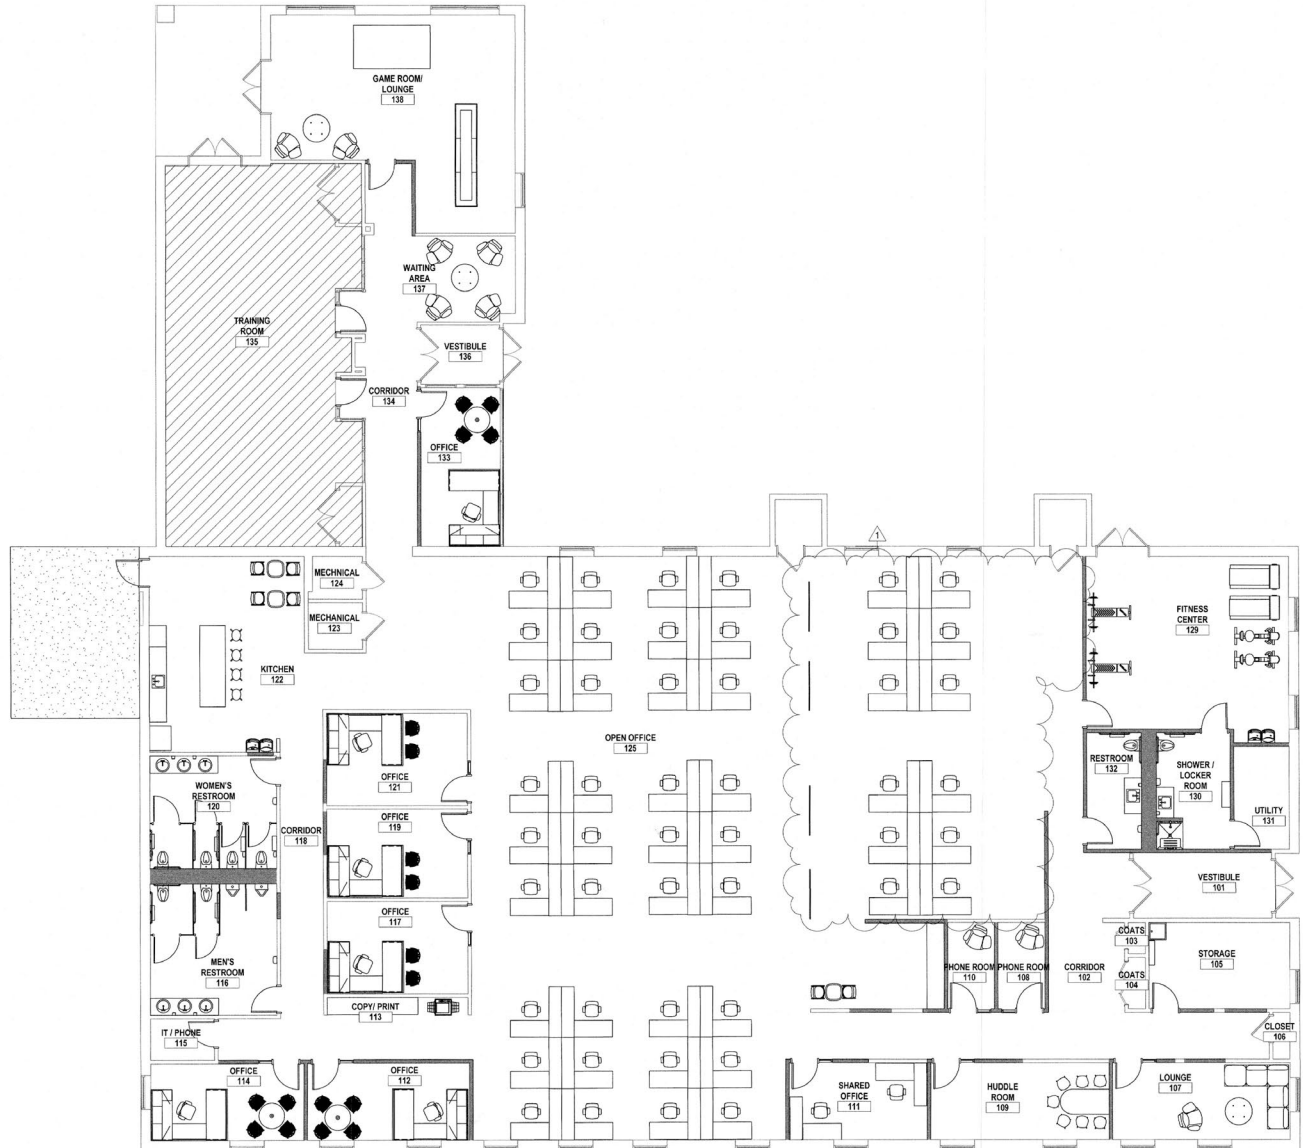 GAME ROOM/
LOUNGE
138
WAITING
AREA
137
TRAINING
ROOM
135
VESTIBULE
136
CORRIDOR
134
OFFICE
133
1
MECHNICAL
124
MECHANICAL
123
FITNESS
CENTER
129
KITCHEN
122
OPEN OFFICE
125
RESTROOM
132
SHOWER /
LOCKER
ROOM
130
UTILITY
131
OFFICE
121
WOMEN'S
RESTROOM
120
OFFICE
119
CORRIDOR
118
VESTIBULE
101
OFFICE
117
COATS
103
STORAGE
105
MEN'S
RESTROOM
116
PHONE ROOM
110
PHONE ROOM
108
CORRIDOR
102
COATS
104
COPY/ PRINT
113
IT / PHONE
115
CLOSET
106
OFFICE
114
OFFICE
112
SHARED
OFFICE
111
HUDDLE
ROOM
109
LOUNGE
107